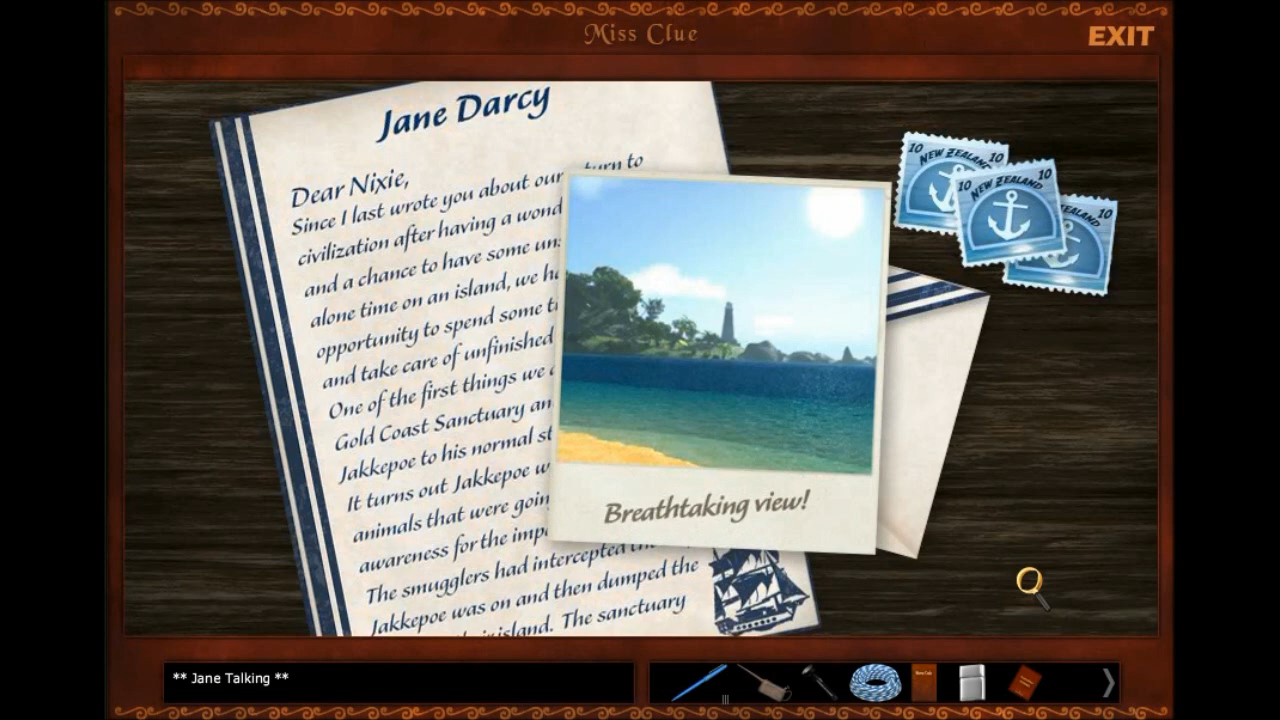 Miss Clue
EXIT
Jane Darcy
Dear Nixie,
Since I last wrote you about our turn to
civilization after having a wond
and a chance to have some un
alone time on an island, we h
opportunity to spend some t
and take care of unfinished
One of the first things we
Gold Coast Sanctuary an
Jakkepoe to his normal st
It turns out Jakkepoe w
animals that were goin
awareness for the imp
The smugglers had intercepted
Jakkepoe was on and then dumped the
island. The sanctuary
Breathtaking view!
10 NEW ZEALAND 10
10 NEW ZEALAND 10
EALAND 10
** Jane Talking **